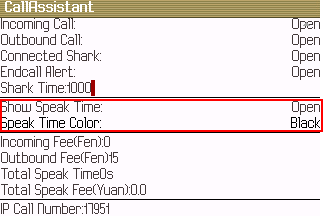 CallAssistant
Incoming Call: Open
Outbound Call: Open
Connected Shark: Open
Endcall Alert: Open
Shark Time:1000
Show Speak Time: Open
Speak Time Color: Black
Incoming Fee(Fen):0
Outbound Fee(Fen):15
Total Speak Time0s
Total Speak Fee(Yuan):0.0
IP Call Number:17951